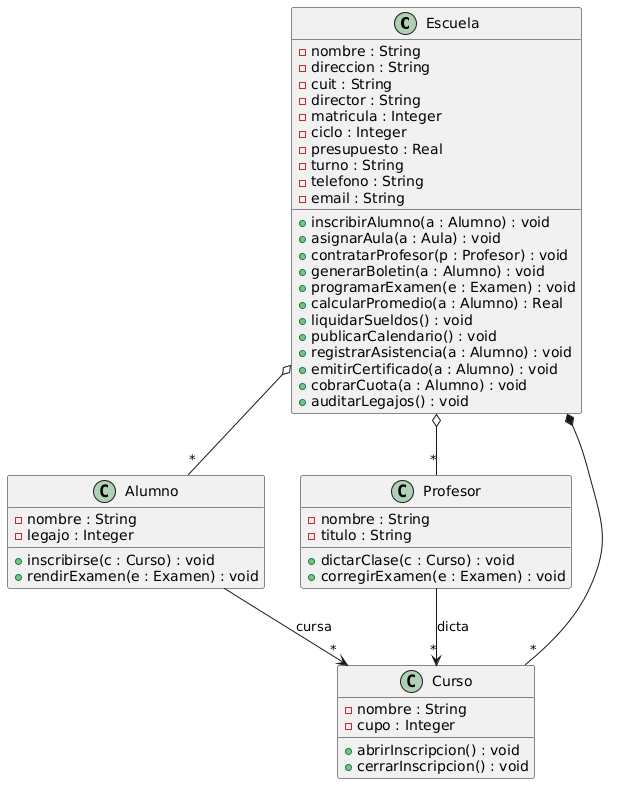 C Escuela
nombre : String
direccion : String
cuit : String
director : String
matricula : Integer
ciclo : Integer
presupuesto : Real
turno : String
telefono : String
email : String
inscribirAlumno(a : Alumno) : void
asignarAula(a : Aula) : void
contratarProfesor(p : Profesor) : void
generarBoletin(a : Alumno) : void
programarExamen(e : Examen) : void
calcularPromedio(a : Alumno) : Real
liquidarSueldos() : void
publicarCalendario() : void
registrarAsistencia(a : Alumno) : void
emitirCertificado(a : Alumno) : void
cobrarCuota(a : Alumno) : void
auditarLegajos() : void
*
*
C Alumno
nombre : String
legajo : Integer
inscribirse(c : Curso) : void
rendirExamen(e : Examen) : void
C Profesor
nombre : String
titulo : String
dictarClase(c : Curso) : void
corregirExamen(e : Examen) : void
cursa
*
dicta
*
*
C Curso
nombre : String
cupo : Integer
abrirInscripcion() : void
cerrarInscripcion() : void